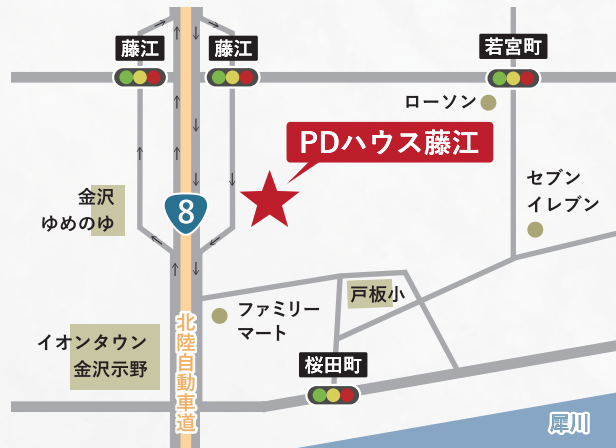 藤江
藤江
若宮町
ローソン
PDハウス藤江
セブン
イレブン
金沢
ゆめのゆ
8
戸板小
ファミリー
マート
北陸自動車道
イオンタウン
金沢示野
桜田町
犀川